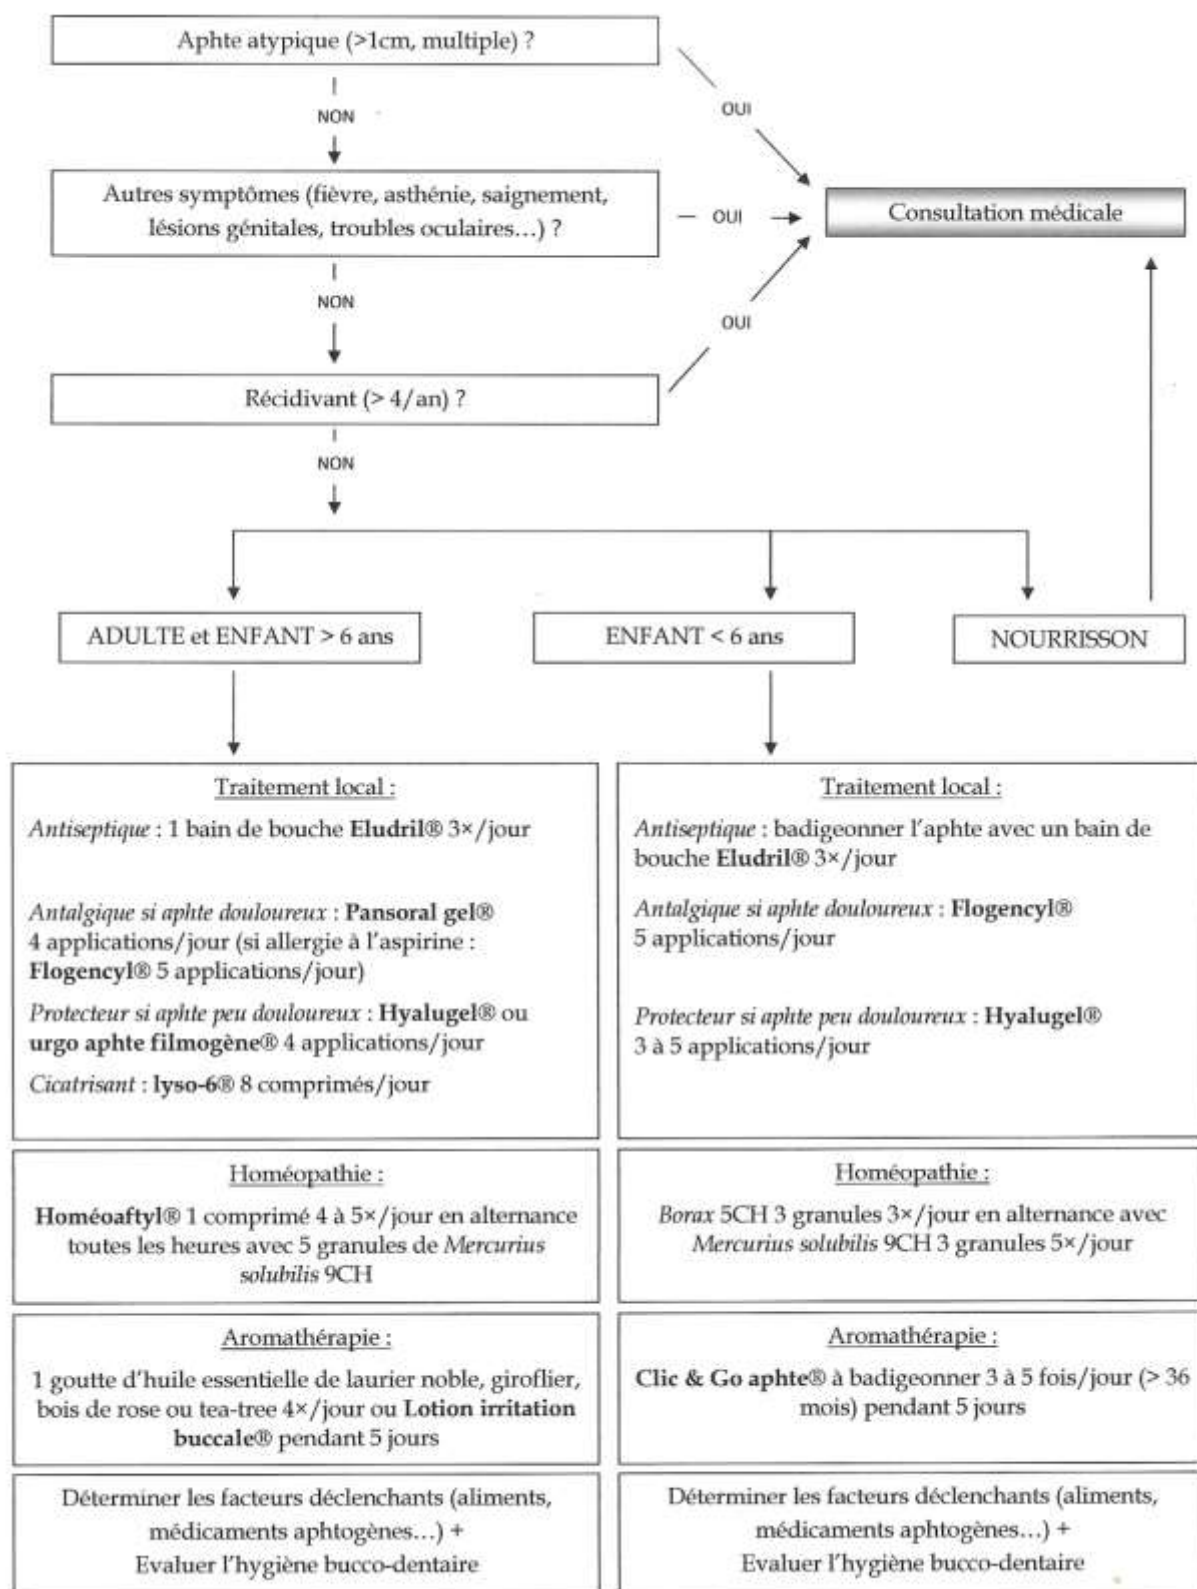 Aphte atypique (>1cm, multiple) ?
OUI
NON
Autres symptômes (fièvre, asthénie, saignement,
lésions génitales, troubles oculaires…) ?
OUI
Consultation médicale
NON
OUI
Récidivant (> 4/an) ?
NON
ADULTE et ENFANT > 6 ans
ENFANT < 6 ans
NOURRISSON
Traitement local :
Antiseptique : 1 bain de bouche Eludril® 3×/jour
Antalgique si aphte douloureux : Pansoral gel®
4 applications/jour (si allergie à l'aspirine :
Flogencyl® 5 applications/jour)
Protecteur si aphte peu douloureux : Hyalugel® ou
urgo aphte filmogène® 4 applications/jour
Cicatrisant : lyso-6® 8 comprimés/jour
Traitement local :
Antiseptique : badigeonner l'aphte avec un bain de
bouche Eludril® 3×/jour
Antalgique si aphte douloureux : Flogencyl®
5 applications/jour
Protecteur si aphte peu douloureux : Hyalugel®
3 à 5 applications/jour
Homéopathie :
Homéoaftyl® 1 comprimé 4 à 5×/jour en alternance
toutes les heures avec 5 granules de Mercurius
solubilis 9CH
Homéopathie :
Borax 5CH 3 granules 3×/jour en alternance avec
Mercurius solubilis 9CH 3 granules 5×/jour
Aromathérapie :
1 goutte d'huile essentielle de laurier noble, giroflier,
bois de rose ou tea-tree 4×/jour ou Lotion irritation
buccale® pendant 5 jours
Aromathérapie :
Clic & Go aphte® à badigeonner 3 à 5 fois/jour (> 36
mois) pendant 5 jours
Déterminer les facteurs déclenchants (aliments,
médicaments aphtogènes…) +
Evaluer l'hygiène bucco-dentaire
Déterminer les facteurs déclenchants (aliments,
médicaments aphtogènes…) +
Evaluer l'hygiène bucco-dentaire